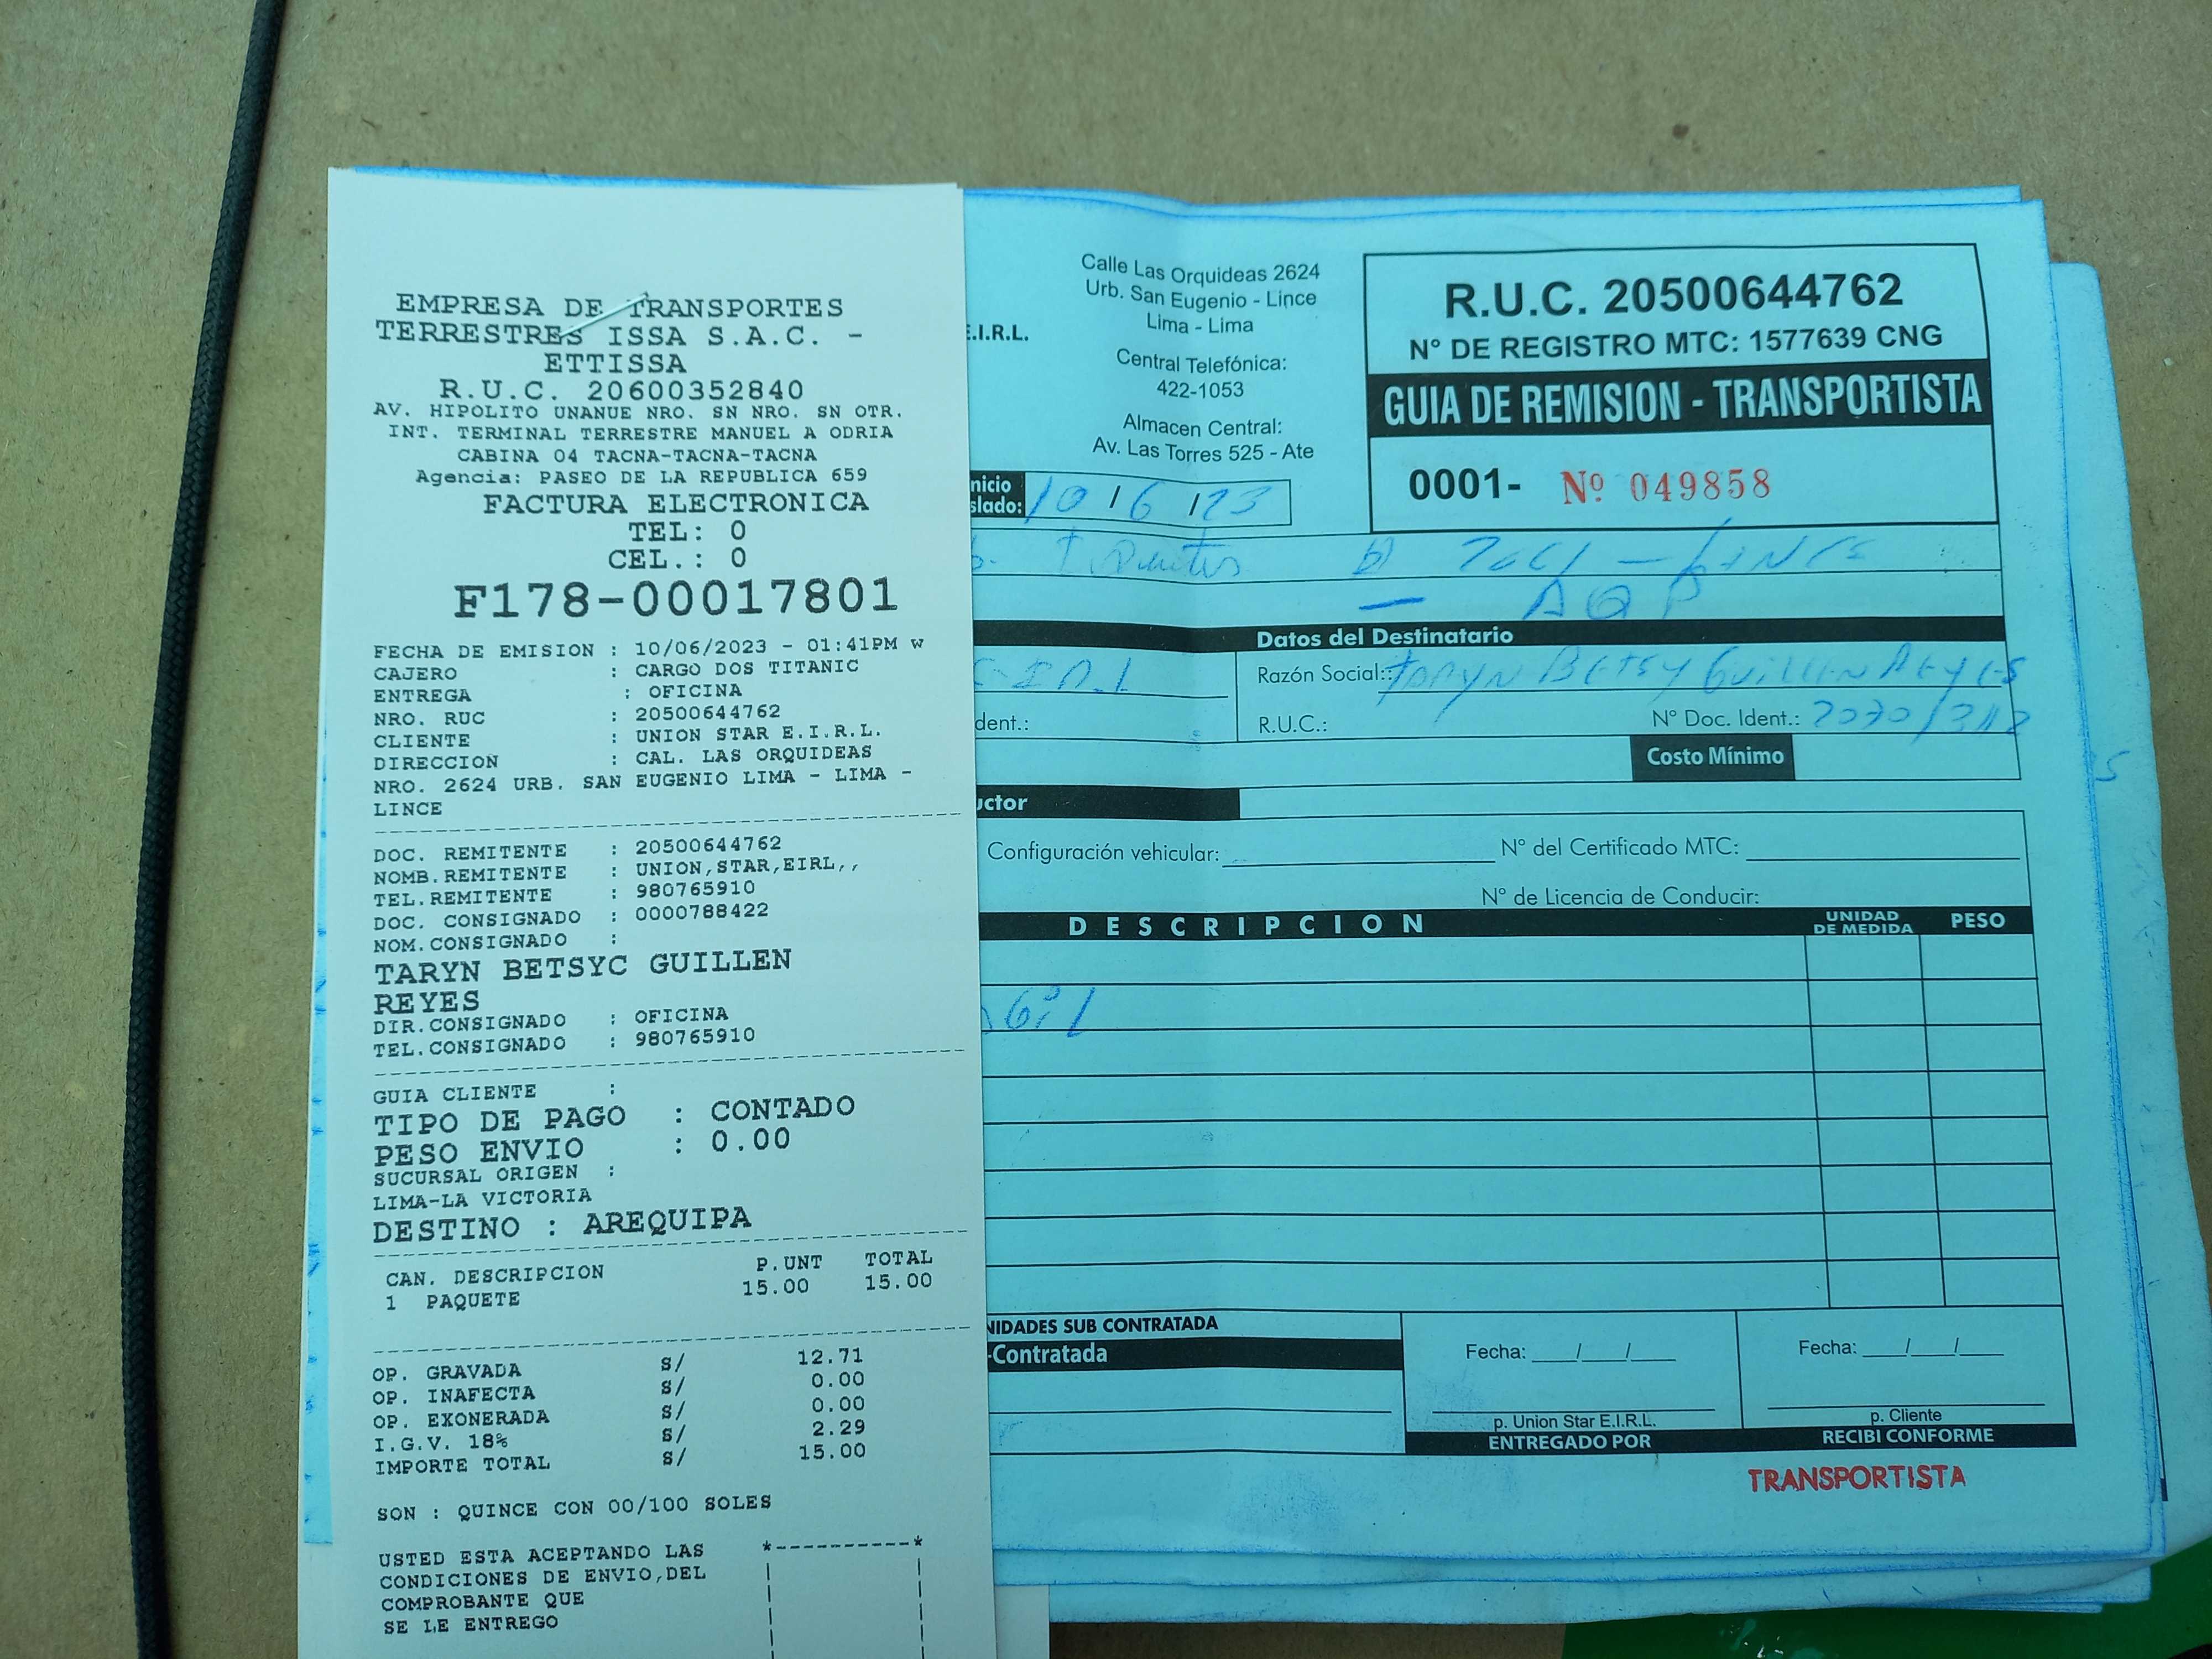 EMPRESA DE TRANSPORTES
TERRESTRES ISSA S.A.C. -
ETTISSA
R.U.C. 20600352840
AV. HIPOLITO UNANUE NRO. SN NRO. SN OTR.
INT. TERMINAL TERRESTRE MANUEL A ODRIA
CABINA 04 TACNA-TACNA-TACNA
Agencia: PASEO DE LA REPUBLICA 659
FACTURA ELECTRONICA
TEL: 0
CEL.: 0
F178-00017801
FECHA DE EMISION : 10/06/2023 - 01:41PM w
CAJERO : CARGO DOS TITANIC
ENTREGA : OFICINA
NRO. RUC : 20500644762
CLIENTE : UNION STAR E.I.R.L.
DIRECCION : CAL. LAS ORQUIDEAS
NRO. 2624 URB. SAN EUGENIO LIMA - LIMA -
LINCE
DOC. REMITENTE : 20500644762
NOMB.REMITENTE : UNION,STAR,EIRL,,
TEL.REMITENTE : 980765910
DOC. CONSIGNADO : 0000788422
NOM.CONSIGNADO :
TARYN BETSYC GUILLEN
REYES
DIR.CONSIGNADO : OFICINA
TEL.CONSIGNADO : 980765910
GUIA CLIENTE :
TIPO DE PAGO : CONTADO
PESO ENVIO : 0.00
SUCURSAL ORIGEN :
LIMA-LA VICTORIA
DESTINO : AREQUIPA
CAN. DESCRIPCION P.UNT TOTAL
1 PAQUETE 15.00 15.00
OP. GRAVADA S/ 12.71
OP. INAFECTA S/ 0.00
OP. EXONERADA S/ 0.00
I.G.V. 18% S/ 2.29
IMPORTE TOTAL S/ 15.00
SON : QUINCE CON 00/100 SOLES
USTED ESTA ACEPTANDO LAS
CONDICIONES DE ENVIO,DEL
COMPROBANTE QUE
SE LE ENTREGO
E.I.R.L.
Calle Las Orquideas 2624
Urb. San Eugenio - Lince
Lima - Lima
Central Telefónica:
422-1053
Almacen Central:
Av. Las Torres 525 - Ate
R.U.C. 20500644762
N° DE REGISTRO MTC: 1577639 CNG
GUIA DE REMISION - TRANSPORTISTA
0001- Nº 049858
nicio
slado: 10 / 6 / 23
- AQP
Datos del Destinatario
Razón Social: Taryn Betsy Guillen Reyes
dent.:
R.U.C.: N° Doc. Ident.:
Costo Mínimo
uctor
Configuración vehicular: N° del Certificado MTC:
N° de Licencia de Conducir:
DESCRIPCION UNIDAD DE MEDIDA PESO
NIDADES SUB CONTRATADA
-Contratada
Fecha: / / Fecha: / /
p. Union Star E.I.R.L. p. Cliente
ENTREGADO POR RECIBI CONFORME
TRANSPORTISTA